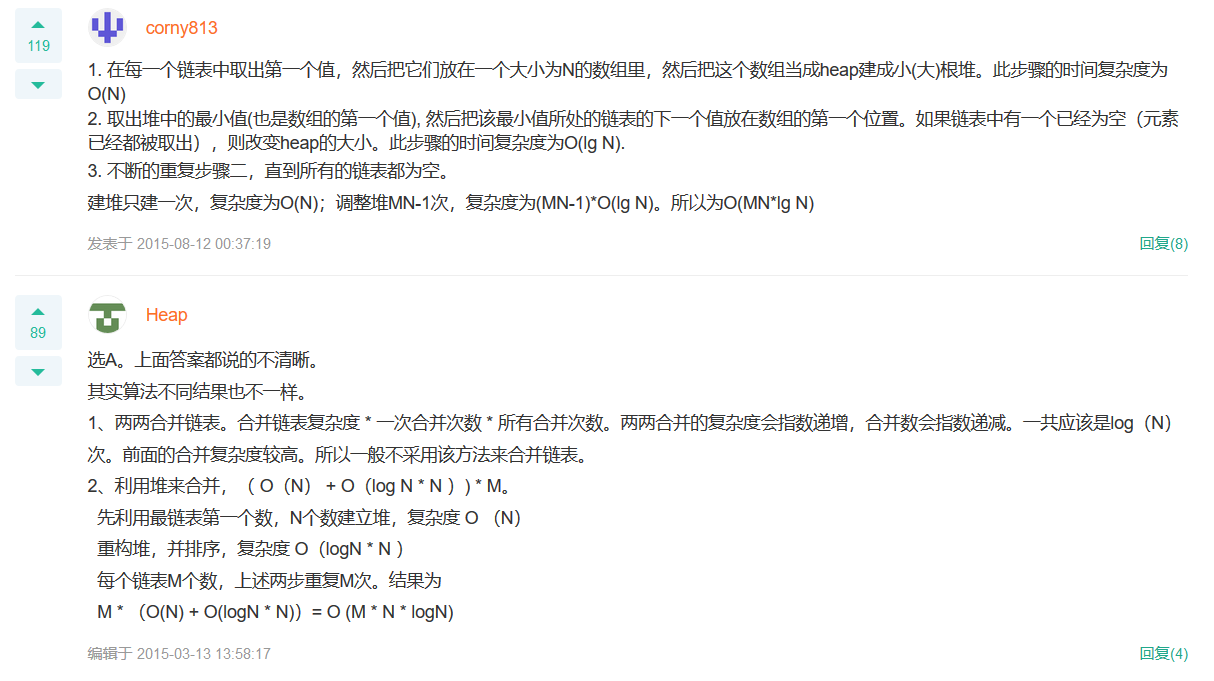 119
corny813
1. 在每一个链表中取出第一个值，然后把它们放在一个大小为N的数组里，然后把这个数组当成heap建成小(大)根堆。此步骤的时间复杂度为
O(N)
2. 取出堆中的最小值(也是数组的第一个值), 然后把该最小值所处的链表的下一个值放在数组的第一个位置。如果链表中有一个已经为空（元素
已经都被取出），则改变heap的大小。此步骤的时间复杂度为O(lg N).
3. 不断的重复步骤二，直到所有的链表都为空。
建堆只建一次，复杂度为O(N)；调整堆MN-1次，复杂度为(MN-1)*O(lg N)。所以为O(MN*lg N)
发表于 2015-08-12 00:37:19
回复(8)
89
Heap
选A。上面答案都说的不清晰。
其实算法不同结果也不一样。
1、两两合并链表。合并链表复杂度 * 一次合并次数 * 所有合并次数。两两合并的复杂度会指数递增，合并数会指数递减。一共应该是log（N）
次。前面的合并复杂度较高。所以一般不采用该方法来合并链表。
2、利用堆来合并，（ O（N） + O（log N * N ）) * M。
先利用最链表第一个数，N个数建立堆，复杂度 O （N）
重构堆，并排序，复杂度 O（logN * N ）
每个链表M个数，上述两步重复M次。结果为
M * （O(N) + O(logN * N)）= O (M * N * logN)
编辑于 2015-03-13 13:58:17
回复(4)